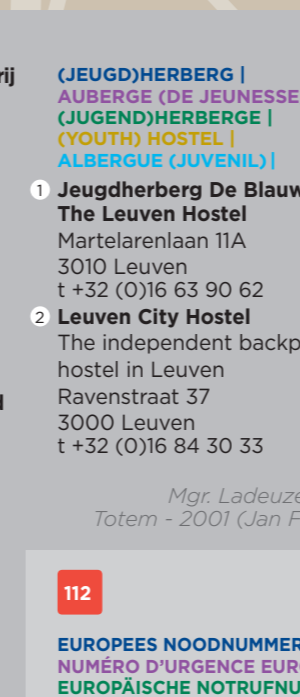 rij
(JEUGD)HERBERG |
AUBERGE (DE JEUNESSE
(JUGEND)HERBERGE |
(YOUTH) HOSTEL |
ALBERGUE (JUVENIL) |
1 Jeugdherberg De Blauw
The Leuven Hostel
Martelarenlaan 11A
3010 Leuven
t +32 (0)16 63 90 62
2 Leuven City Hostel
The independent backp
hostel in Leuven
Ravenstraat 37
3000 Leuven
t +32 (0)16 84 30 33
Mgr. Ladeuze
Totem - 2001 (Jan F
112
EUROPEES NOODNUMMER
NUMÉRO D'URGENCE EURO
EUROPÄISCHE NOTRUFNU